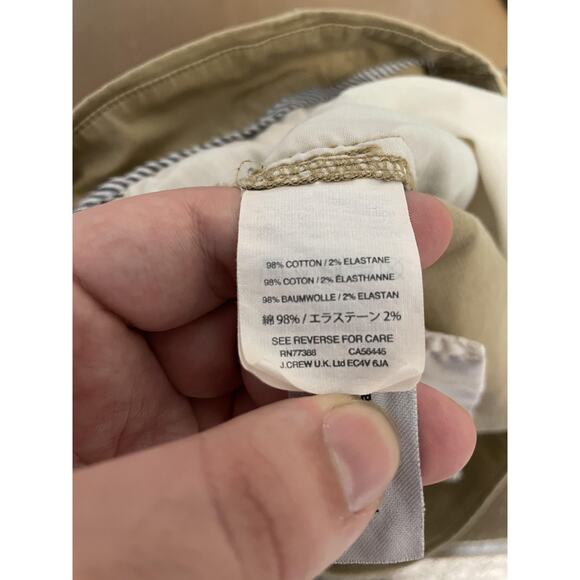 98% COTTON / 2% ELASTANE
98% COTON / 2% ÉLASTHANNE
98% BAUMWOLLE / 2% ELASTAN
綿 98% / エラステーン 2%
SEE REVERSE FOR CARE
RN77388 CA56445
J.CREW U.K. Ltd EC4V 6JA